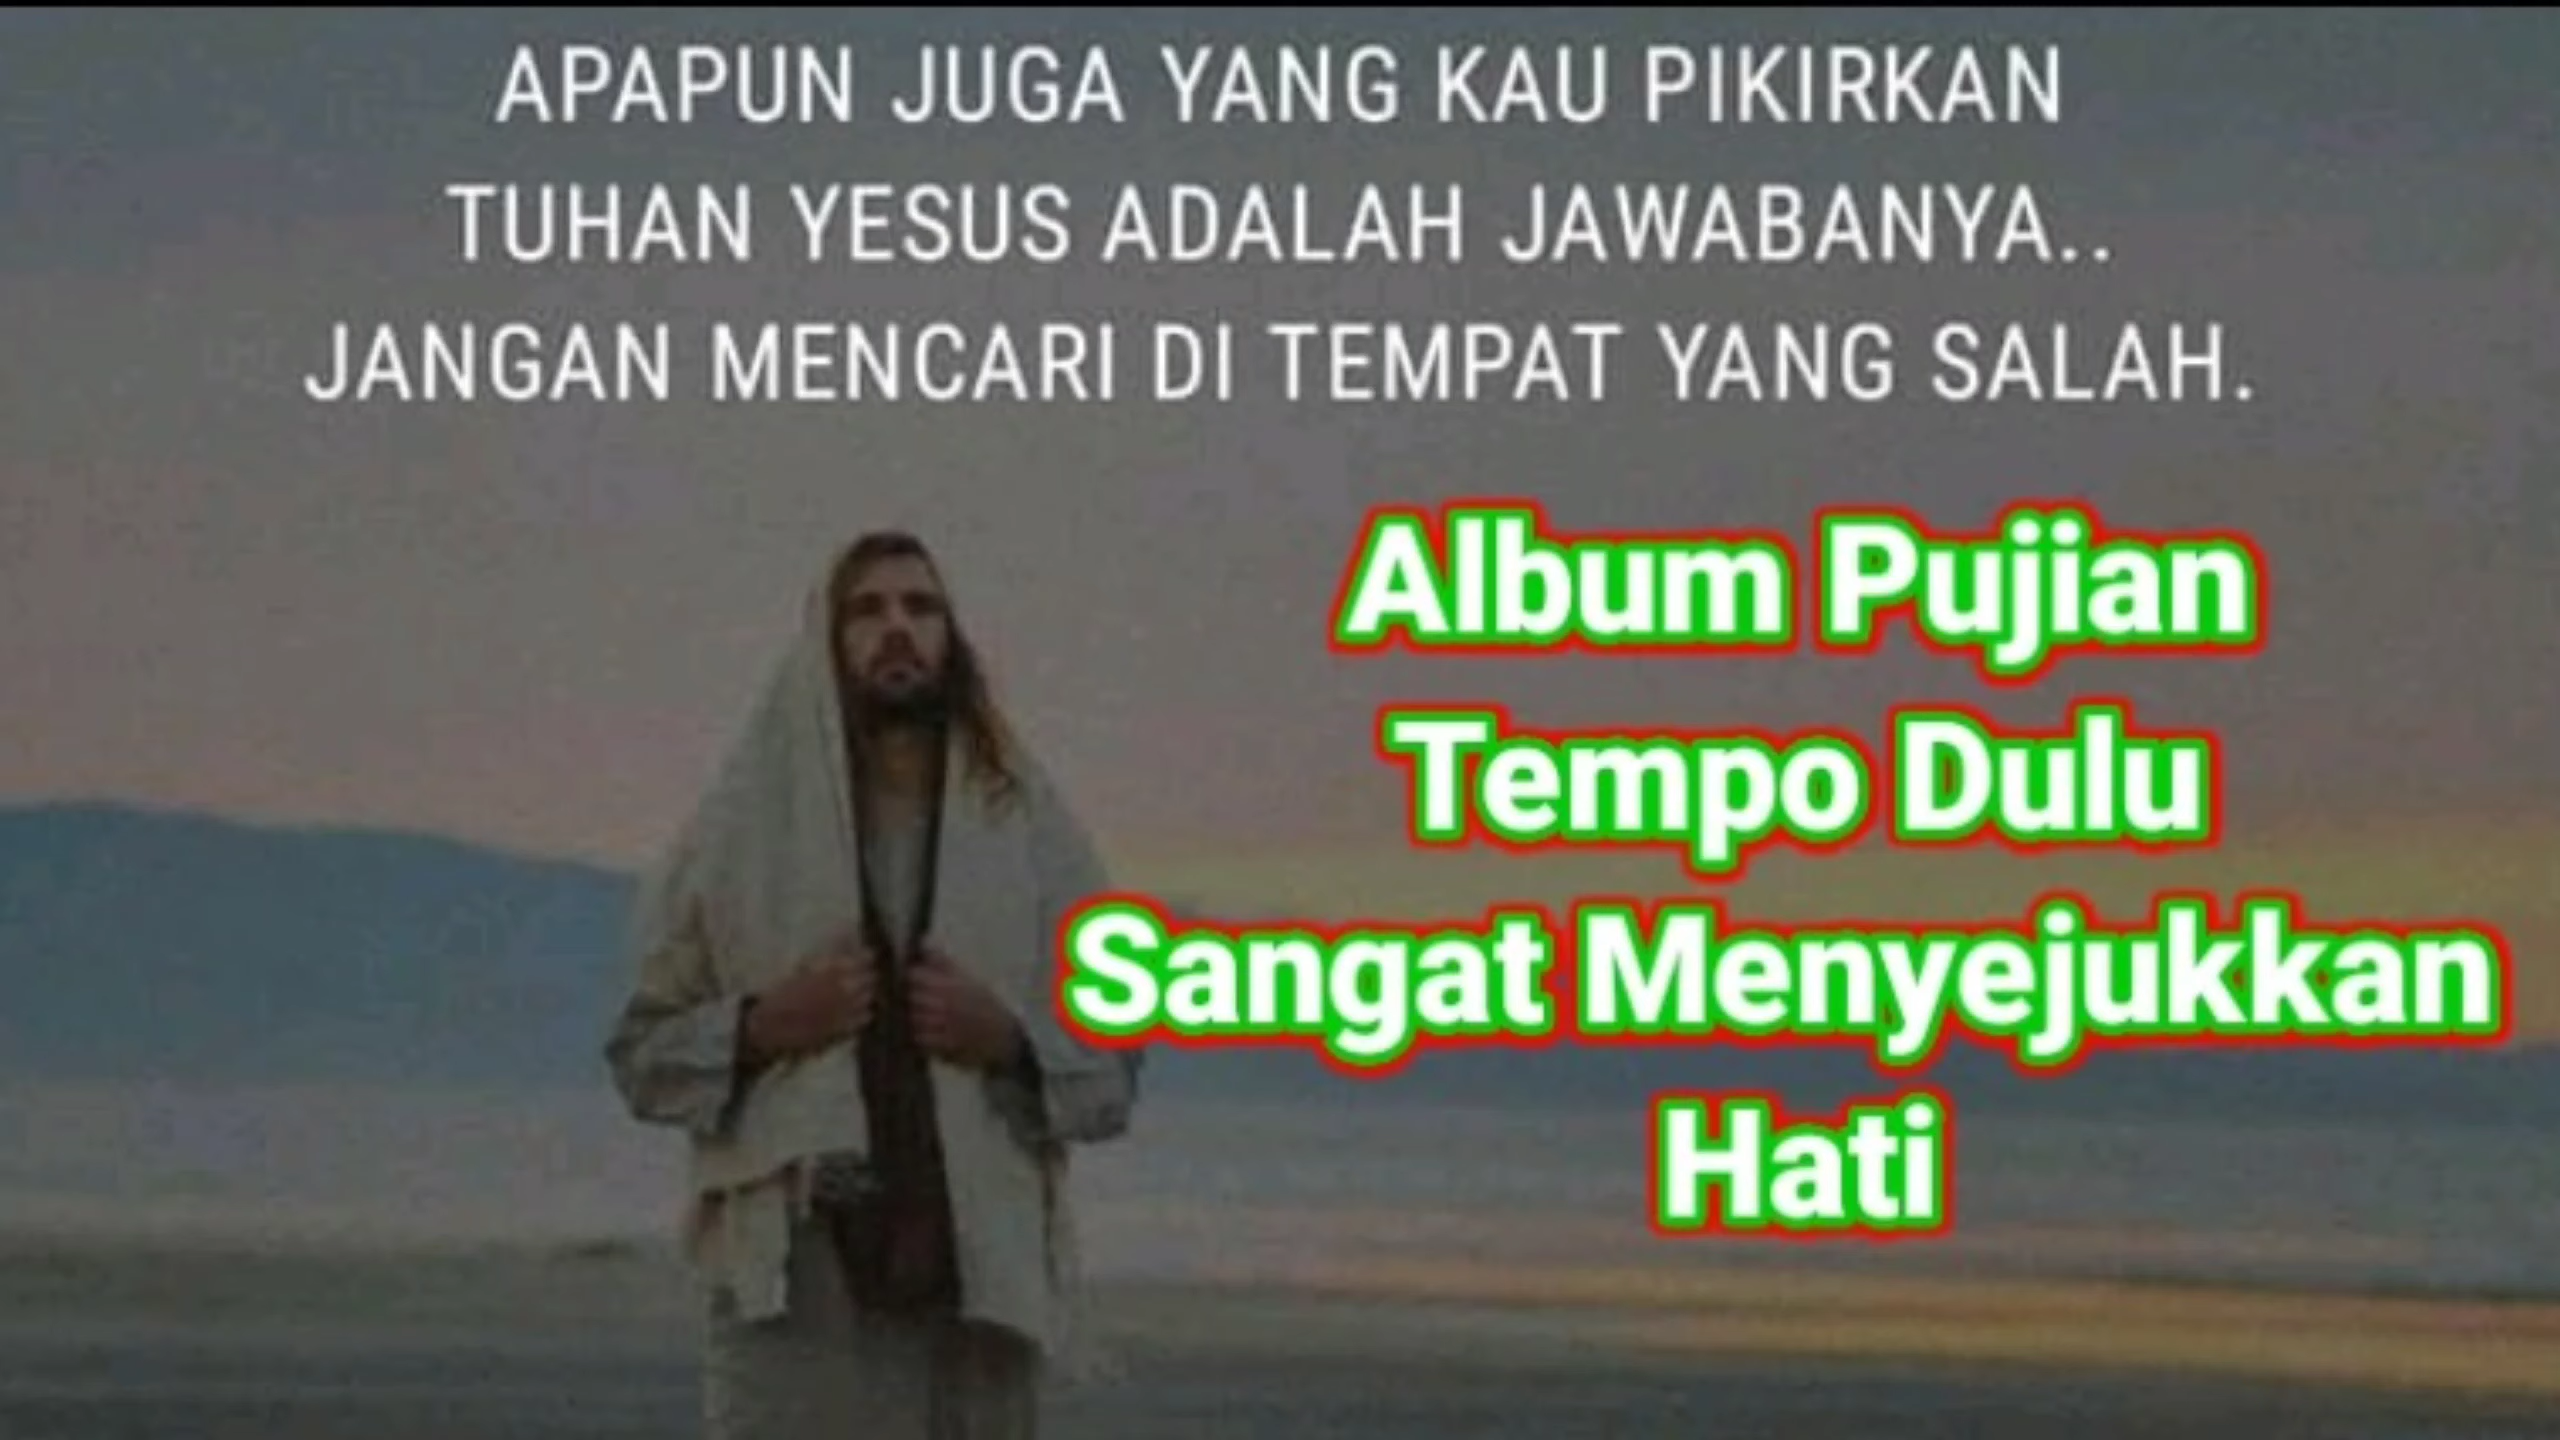 APAPUN JUGA YANG KAU PIKIRKAN
TUHAN YESUS ADALAH JAWABANYA..
JANGAN MENCARI DI TEMPAT YANG SALAH.
Album Pujian
Tempo Dulu
Sangat Menyejukkan
Hati